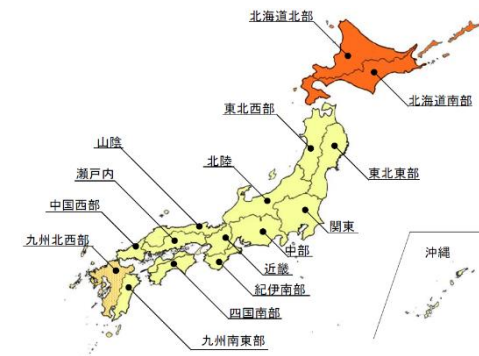 北海道北部
北海道南部
東北西部
山陰
北陸
東北東部
瀬戸内
中国西部
関東
九州北西部
中部
沖縄
近畿
紀伊南部
四国南部
九州南東部